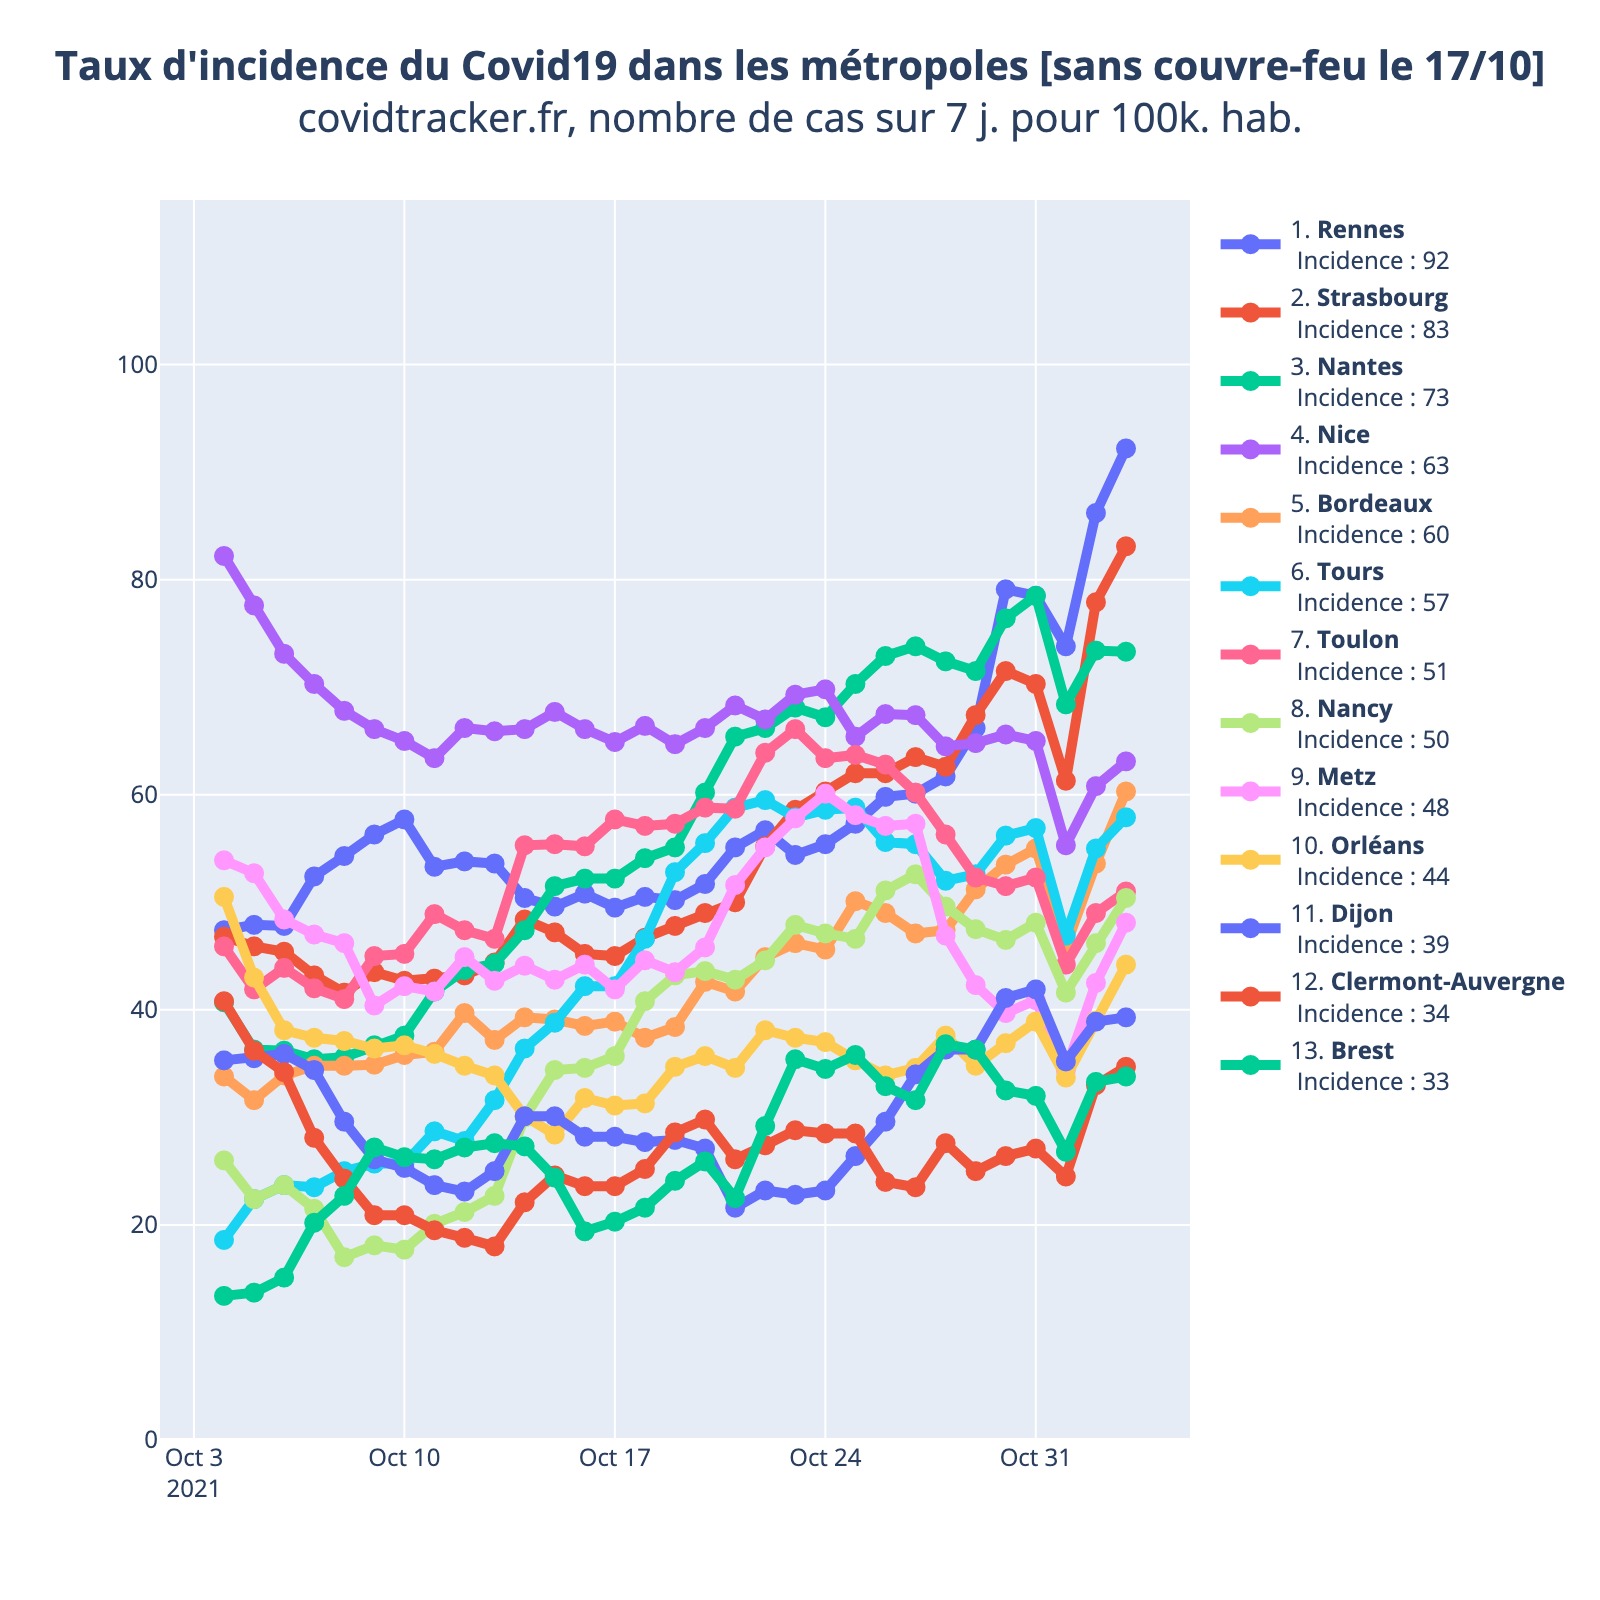 Taux d'incidence du Covid19 dans les métropoles [sans couvre-feu le 17/10]
covidtracker.fr, nombre de cas sur 7 j. pour 100k. hab.
1. Rennes
Incidence : 92
2. Strasbourg
Incidence : 83
3. Nantes
Incidence : 73
4. Nice
Incidence : 63
5. Bordeaux
Incidence : 60
6. Tours
Incidence : 57
7. Toulon
Incidence : 51
8. Nancy
Incidence : 50
9. Metz
Incidence : 48
10. Orléans
Incidence : 44
11. Dijon
Incidence : 39
12. Clermont-Auvergne
Incidence : 34
13. Brest
Incidence : 33
100
80
60
40
20
0
Oct 3 Oct 10 Oct 17 Oct 24 Oct 31
2021